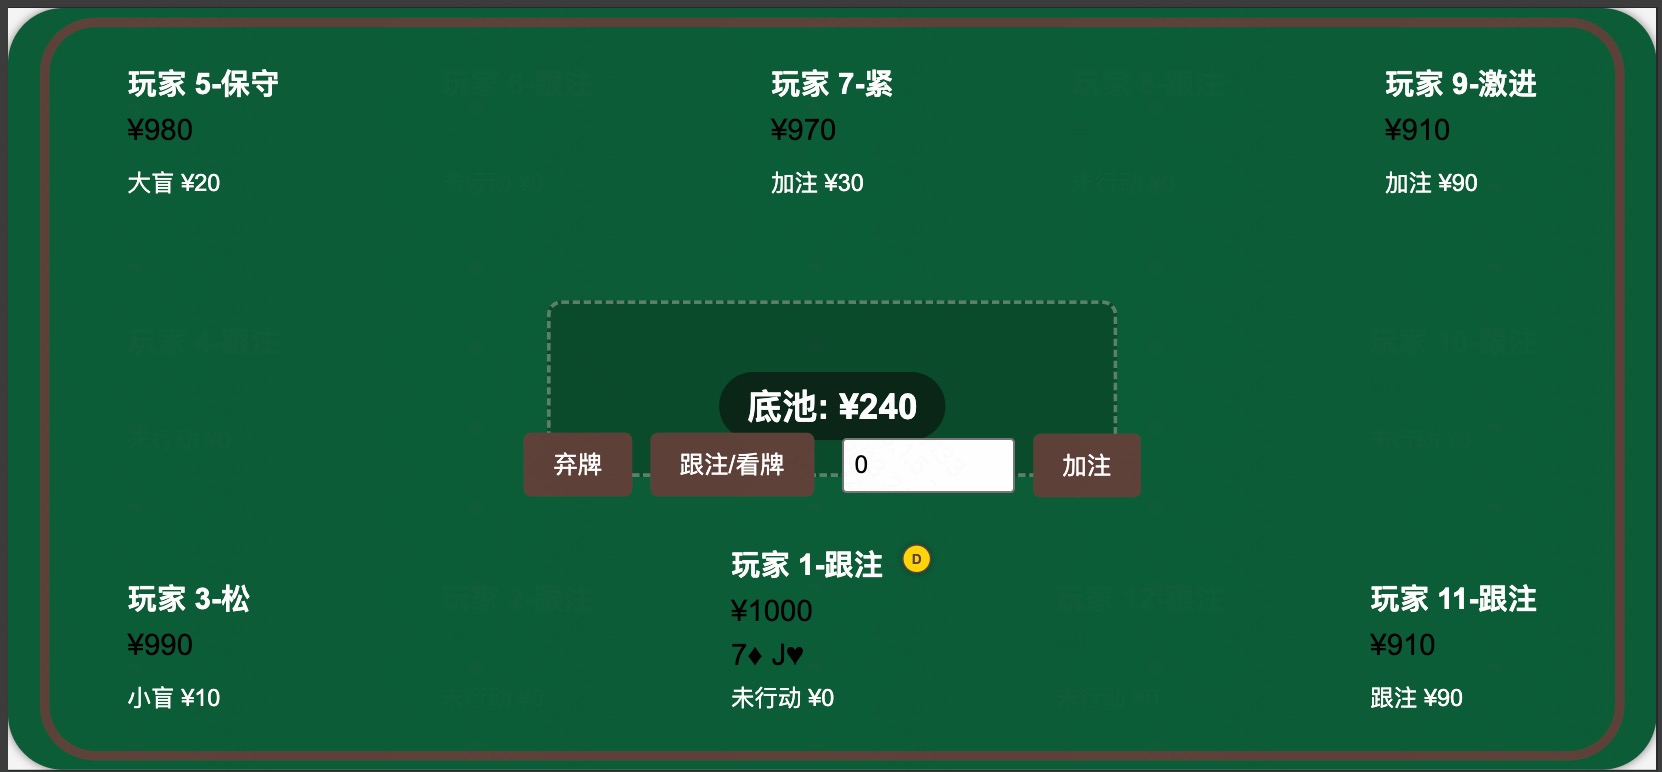 玩家 5-保守
¥980
大盲 ¥20
玩家 7-紧
¥970
加注 ¥30
玩家 9-激进
¥910
加注 ¥90
底池: ¥240
弃牌
跟注/看牌
0
加注
玩家 3-松
¥990
小盲 ¥10
玩家 1-跟注
D
¥1000
7♦ J♥
未行动 ¥0
玩家 11-跟注
¥910
跟注 ¥90